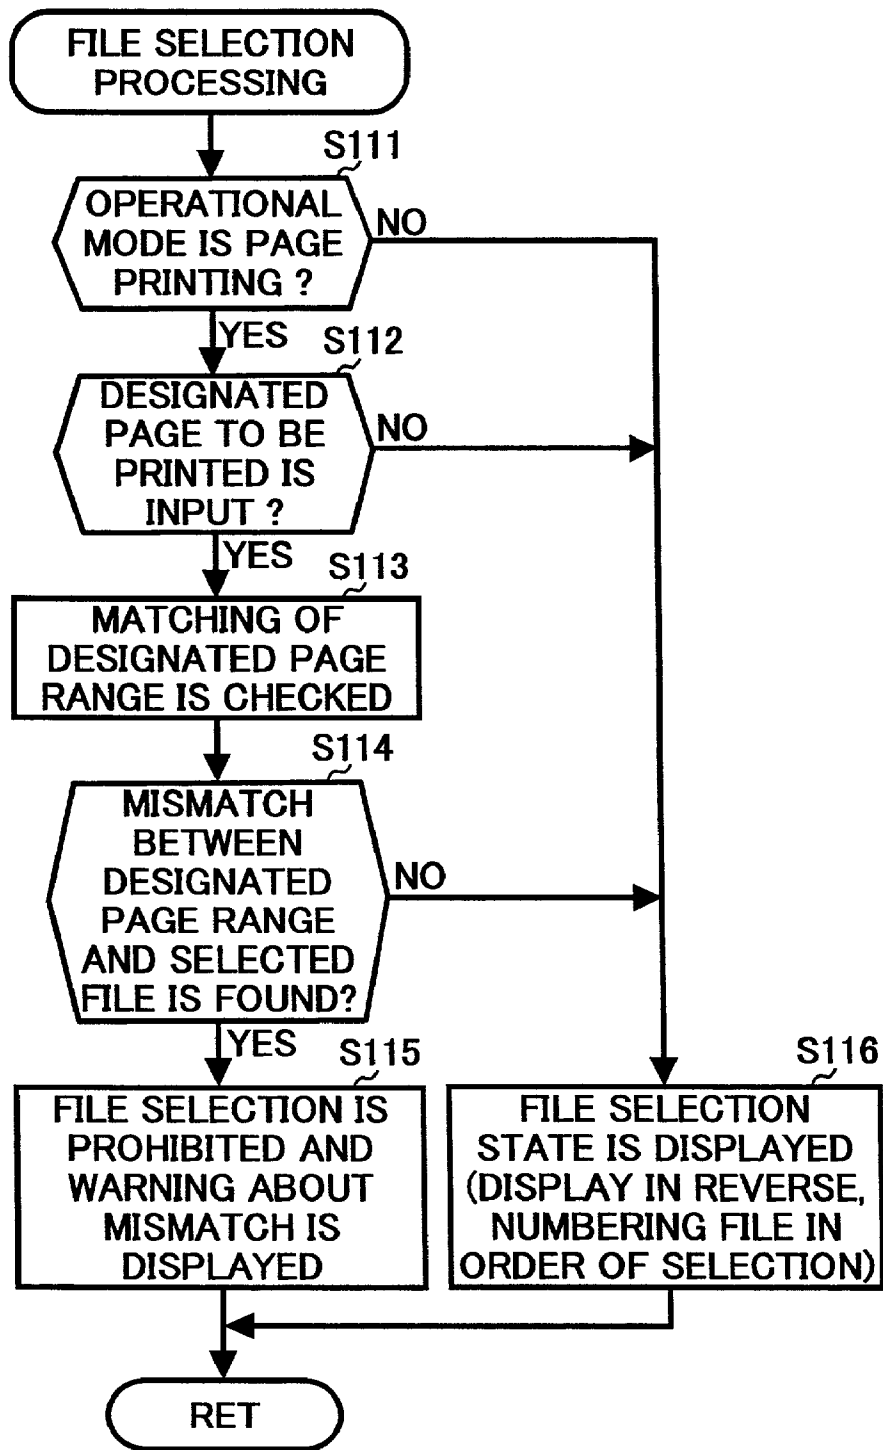 FILE SELECTION
PROCESSING
S111
OPERATIONAL
MODE IS PAGE
PRINTING ?
NO
YES
S112
DESIGNATED
PAGE TO BE
PRINTED IS
INPUT ?
NO
YES
S113
MATCHING OF
DESIGNATED PAGE
RANGE IS CHECKED
S114
MISMATCH
BETWEEN
DESIGNATED
PAGE RANGE
AND SELECTED
FILE IS FOUND?
NO
YES
S115
FILE SELECTION IS
PROHIBITED AND
WARNING ABOUT
MISMATCH IS
DISPLAYED
S116
FILE SELECTION
STATE IS DISPLAYED
(DISPLAY IN REVERSE,
NUMBERING FILE IN
ORDER OF SELECTION)
RET